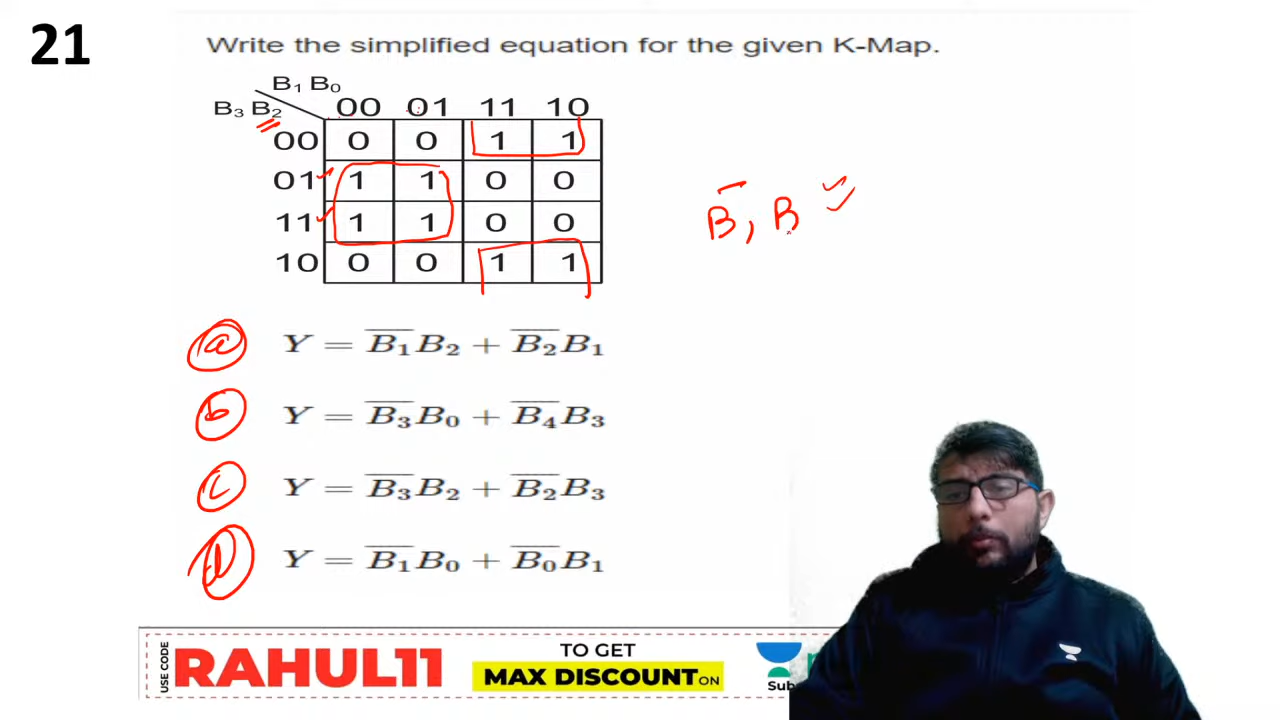 21
Write the simplified equation for the given K-Map.
B₁ B₀
B₃ B₂ 00 01 11 10
00 0 0 1 1
01 1 1 0 0
11 1 1 0 0
10 0 0 1 1
B̅, B
a Y = B̅₁B₂ + B̅₂B₁
b Y = B̅₃B₀ + B̅₄B₃
c Y = B̅₃B₂ + B̅₂B₃
d Y = B̅₁B₀ + B̅₀B₁
USE CODE
RAHUL11
TO GET
MAX DISCOUNT ON
Sub